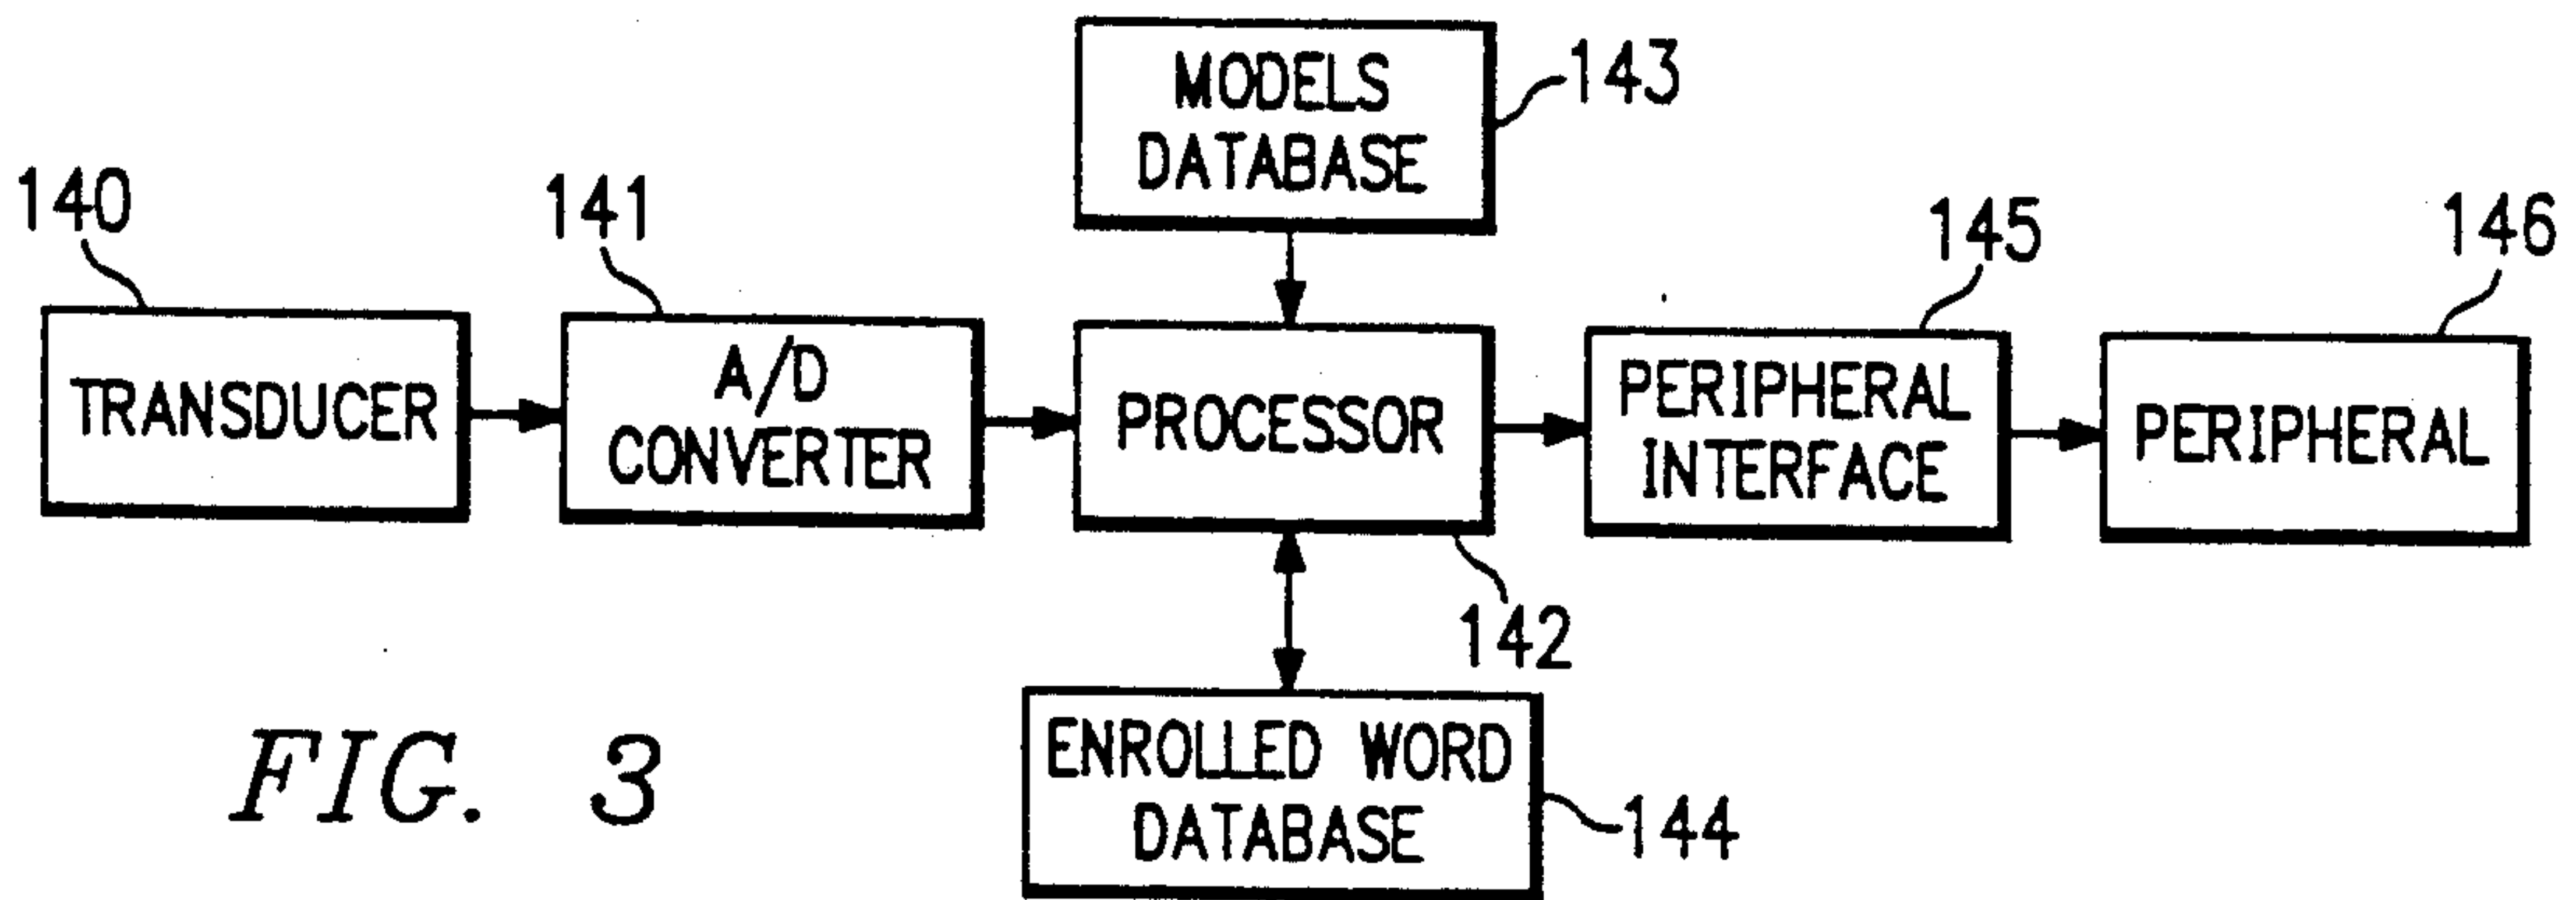 MODELS
DATABASE
143
140
141
145
146
TRANSDUCER
A/D
CONVERTER
PROCESSOR
PERIPHERAL
INTERFACE
PERIPHERAL
142
ENROLLED WORD
DATABASE
144
FIG. 3